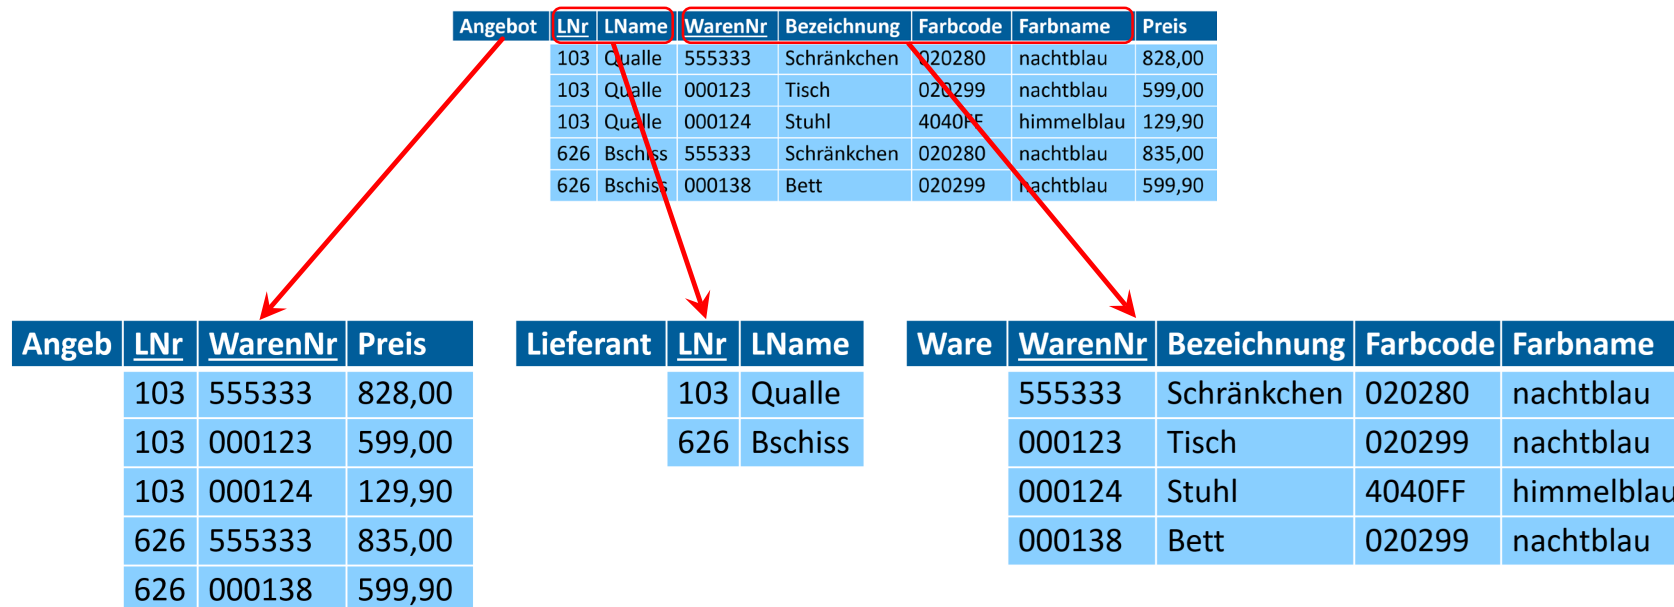 Angebot LNr LName WarenNr Bezeichnung Farbcode Farbname Preis
103 Qualle 555333 Schränkchen 020280 nachtblau 828,00
103 Qualle 000123 Tisch 020299 nachtblau 599,00
103 Qualle 000124 Stuhl 4040FF himmelblau 129,90
626 Bschiss 555333 Schränkchen 020280 nachtblau 835,00
626 Bschiss 000138 Bett 020299 nachtblau 599,90
Angeb LNr WarenNr Preis
103 555333 828,00
103 000123 599,00
103 000124 129,90
626 555333 835,00
626 000138 599,90
Lieferant LNr LName
103 Qualle
626 Bschiss
Ware WarenNr Bezeichnung Farbcode Farbname
555333 Schränkchen 020280 nachtblau
000123 Tisch 020299 nachtblau
000124 Stuhl 4040FF himmelblau
000138 Bett 020299 nachtblau